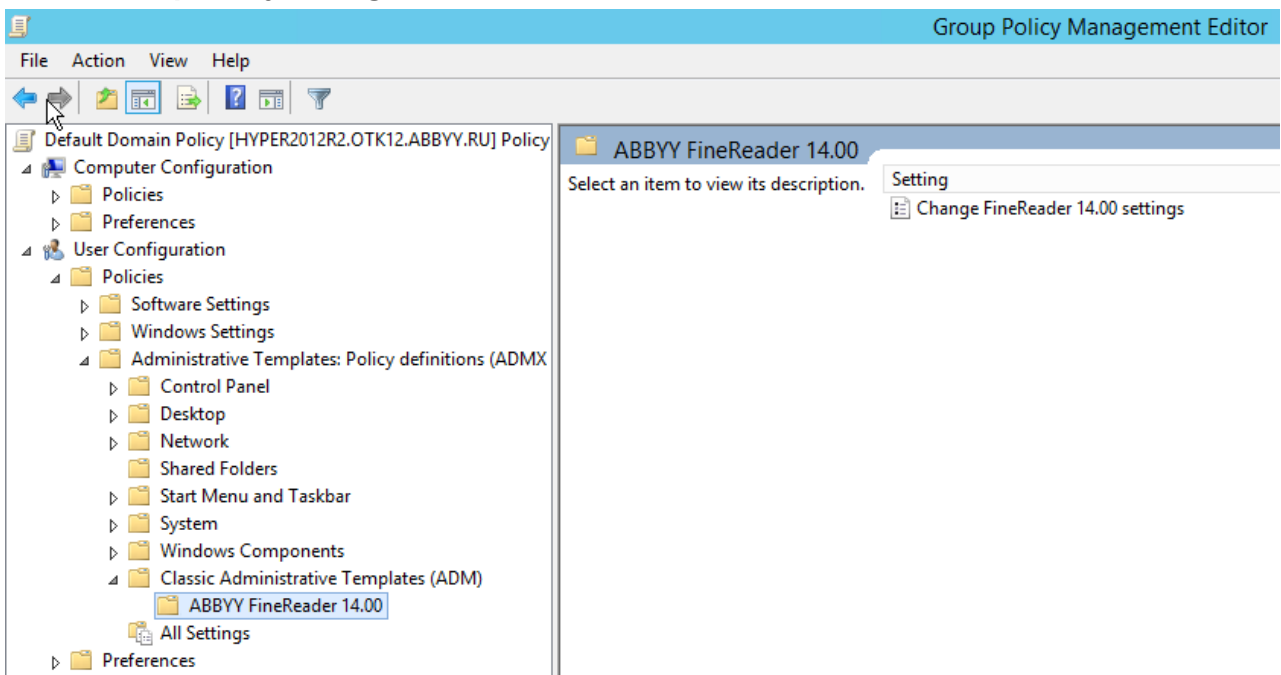 Group Policy Management Editor
File Action View Help
Default Domain Policy [HYPER2012R2.OTK12.ABBYY.RU] Policy
Computer Configuration
Policies
Preferences
User Configuration
Policies
Software Settings
Windows Settings
Administrative Templates: Policy definitions (ADMX
Control Panel
Desktop
Network
Shared Folders
Start Menu and Taskbar
System
Windows Components
Classic Administrative Templates (ADM)
ABBYY FineReader 14.00
All Settings
Preferences
ABBYY FineReader 14.00
Select an item to view its description.
Setting
Change FineReader 14.00 settings